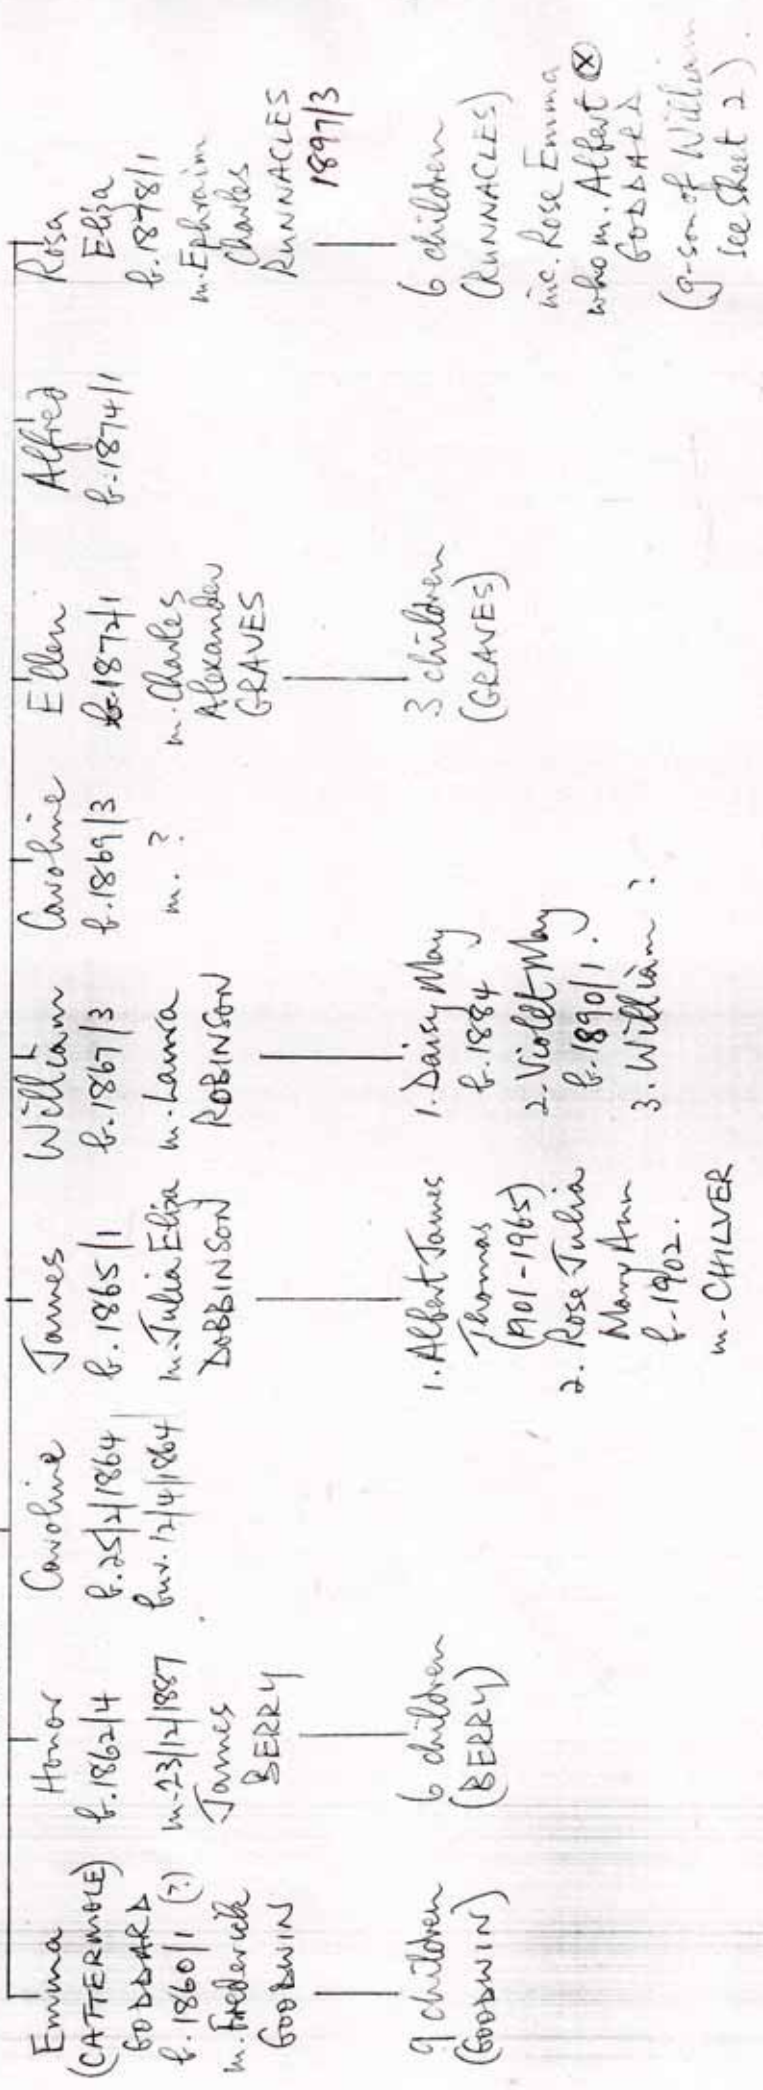 Emma
(CATTERMOLE)
GODDARD
b. 1860/1 (?)
m. Frederick
GOODWIN
9 children
(GOODWIN)
Honor
b. 1862/4
m. 23/12/1887
James
BERRY
6 children
(BERRY)
Caroline
b. 25/2/1864
bur. 12/4/1864
James
b. 1865/1
m. Julia Eliza
DOBBINSON
1. Albert James
Thomas
(1901-1965)
2. Rose Julia
Mary Ann
b. 1902.
m. CHILVER
William
b. 1867/3
m. Laura
ROBINSON
1. Daisy May
b. 1884
2. Violet May
b. 1890/1.
3. William?
Caroline
b. 1869/3
m. ?
Ellen
b. 1872/1
m. Charles
Alexander
GRAVES
3 children
(GRAVES)
Alfred
b. 1874/1
Rosa
Eliza
b. 1878/1
m. Ephraim
Charles
RUNNACLES
1897/3
6 children
(RUNNACLES)
inc. Rose Emma
who m. Albert ⓧ
GODDARD
(g-son of William
see sheet 2).